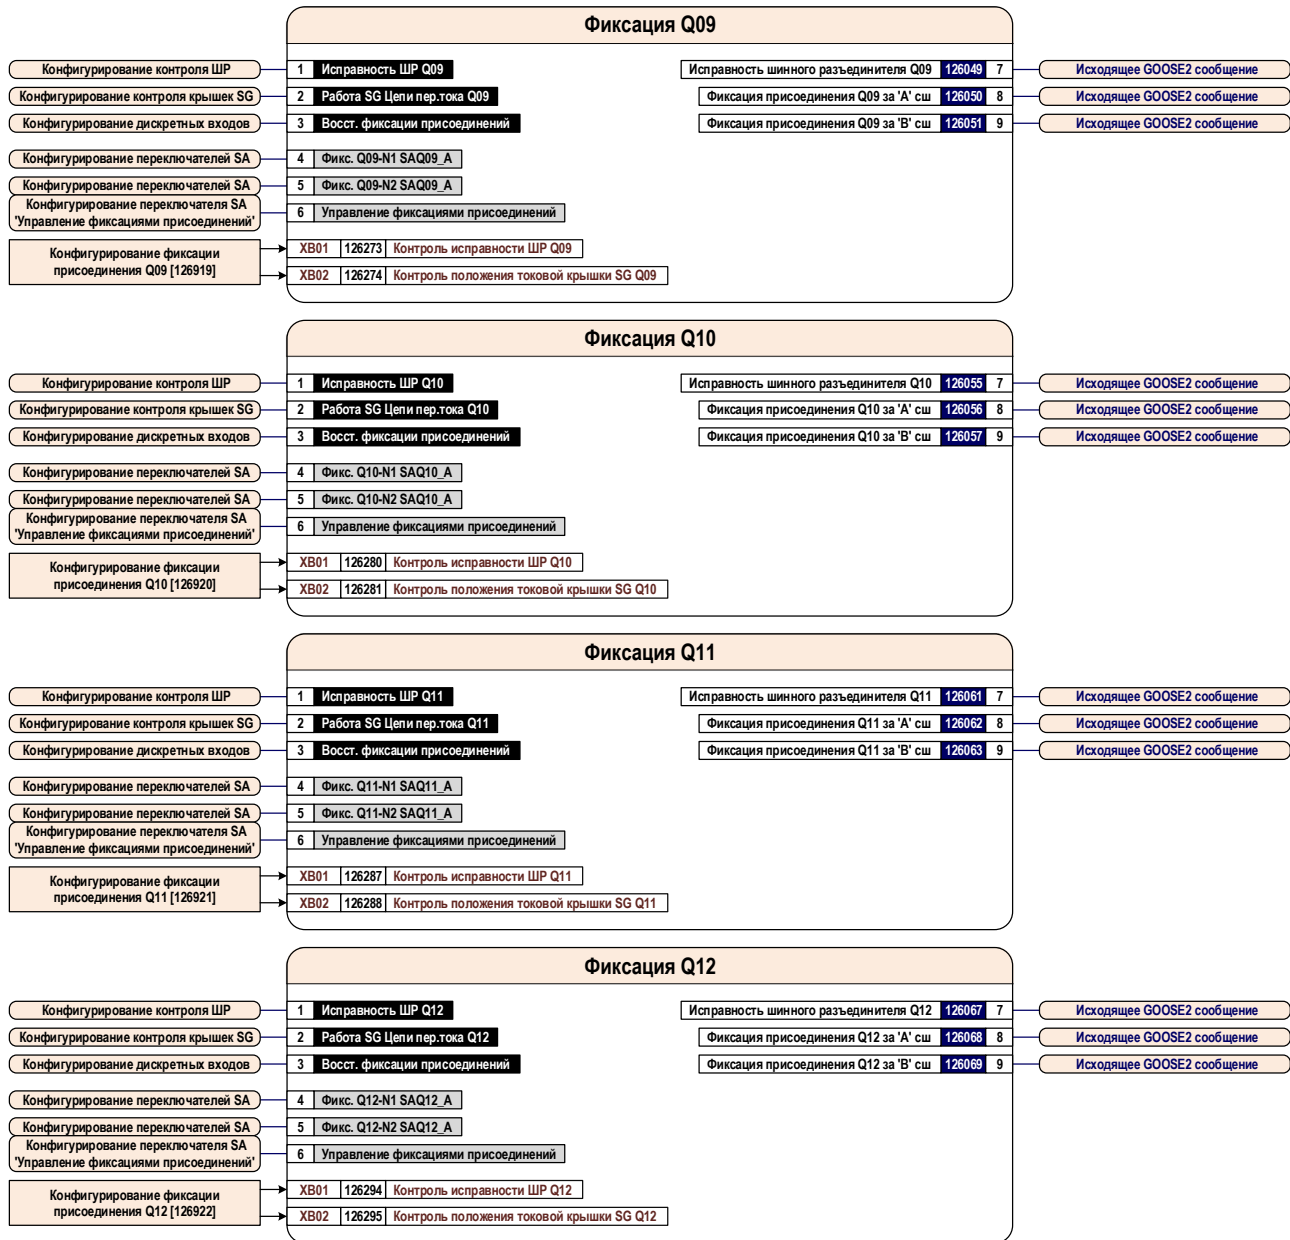 Фиксация Q09
Конфигурирование контроля ШР 1 Исправность ШР Q09 Исправность шинного разъединителя Q09 126049 7 Исходящее GOOSE2 сообщение
Конфигурирование контроля крышек SG 2 Работа SG Цепи пер.тока Q09 Фиксация присоединения Q09 за 'A' сш 126050 8 Исходящее GOOSE2 сообщение
Конфигурирование дискретных входов 3 Восст. фиксации присоединений Фиксация присоединения Q09 за 'B' сш 126051 9 Исходящее GOOSE2 сообщение
Конфигурирование переключателей SA 4 Фикс. Q09-N1 SAQ09_A
Конфигурирование переключателей SA 5 Фикс. Q09-N2 SAQ09_A
Конфигурирование переключателя SA
'Управление фиксациями присоединений' 6 Управление фиксациями присоединений
Конфигурирование фиксации
присоединения Q09 [126919]
XB01 126273 Контроль исправности ШР Q09
XB02 126274 Контроль положения токовой крышки SG Q09
Фиксация Q10
Конфигурирование контроля ШР 1 Исправность ШР Q10 Исправность шинного разъединителя Q10 126055 7 Исходящее GOOSE2 сообщение
Конфигурирование контроля крышек SG 2 Работа SG Цепи пер.тока Q10 Фиксация присоединения Q10 за 'A' сш 126056 8 Исходящее GOOSE2 сообщение
Конфигурирование дискретных входов 3 Восст. фиксации присоединений Фиксация присоединения Q10 за 'B' сш 126057 9 Исходящее GOOSE2 сообщение
Конфигурирование переключателей SA 4 Фикс. Q10-N1 SAQ10_A
Конфигурирование переключателей SA 5 Фикс. Q10-N2 SAQ10_A
Конфигурирование переключателя SA
'Управление фиксациями присоединений' 6 Управление фиксациями присоединений
Конфигурирование фиксации
присоединения Q10 [126920]
XB01 126280 Контроль исправности ШР Q10
XB02 126281 Контроль положения токовой крышки SG Q10
Фиксация Q11
Конфигурирование контроля ШР 1 Исправность ШР Q11 Исправность шинного разъединителя Q11 126061 7 Исходящее GOOSE2 сообщение
Конфигурирование контроля крышек SG 2 Работа SG Цепи пер.тока Q11 Фиксация присоединения Q11 за 'A' сш 126062 8 Исходящее GOOSE2 сообщение
Конфигурирование дискретных входов 3 Восст. фиксации присоединений Фиксация присоединения Q11 за 'B' сш 126063 9 Исходящее GOOSE2 сообщение
Конфигурирование переключателей SA 4 Фикс. Q11-N1 SAQ11_A
Конфигурирование переключателей SA 5 Фикс. Q11-N2 SAQ11_A
Конфигурирование переключателя SA
'Управление фиксациями присоединений' 6 Управление фиксациями присоединений
Конфигурирование фиксации
присоединения Q11 [126921]
XB01 126287 Контроль исправности ШР Q11
XB02 126288 Контроль положения токовой крышки SG Q11
Фиксация Q12
Конфигурирование контроля ШР 1 Исправность ШР Q12 Исправность шинного разъединителя Q12 126067 7 Исходящее GOOSE2 сообщение
Конфигурирование контроля крышек SG 2 Работа SG Цепи пер.тока Q12 Фиксация присоединения Q12 за 'A' сш 126068 8 Исходящее GOOSE2 сообщение
Конфигурирование дискретных входов 3 Восст. фиксации присоединений Фиксация присоединения Q12 за 'B' сш 126069 9 Исходящее GOOSE2 сообщение
Конфигурирование переключателей SA 4 Фикс. Q12-N1 SAQ12_A
Конфигурирование переключателей SA 5 Фикс. Q12-N2 SAQ12_A
Конфигурирование переключателя SA
'Управление фиксациями присоединений' 6 Управление фиксациями присоединений
Конфигурирование фиксации
присоединения Q12 [126922]
XB01 126294 Контроль исправности ШР Q12
XB02 126295 Контроль положения токовой крышки SG Q12